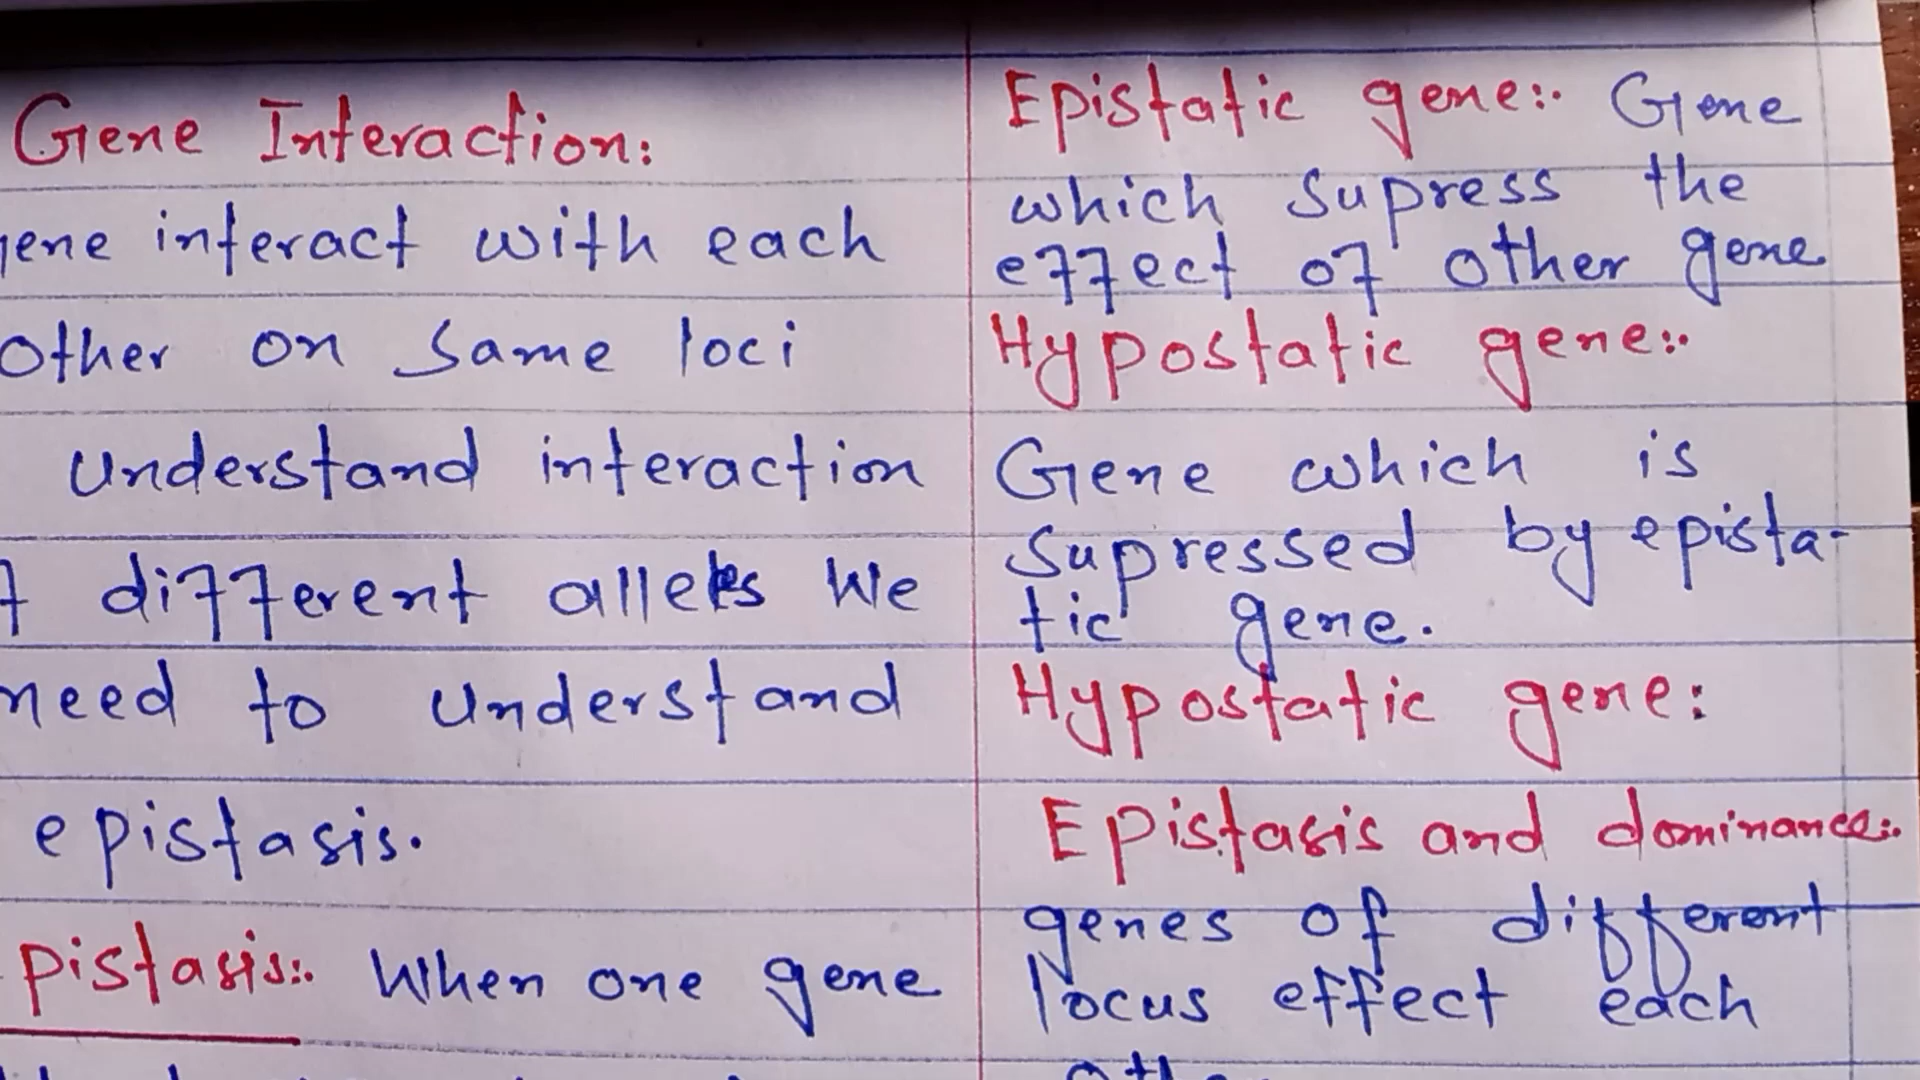 Gene Interaction:
ene interact with each
other on same loci
Understand interaction
different alleles We
need to understand
epistasis.
pistasis:. When one gene
Epistatic gene:. Gene
which supress the
effect of other gene
Hypostatic gene:.
Gene which is
supressed by epista-
tic gene.
Hypostatic gene:
Epistasis and dominance:.
genes of different
locus effect each